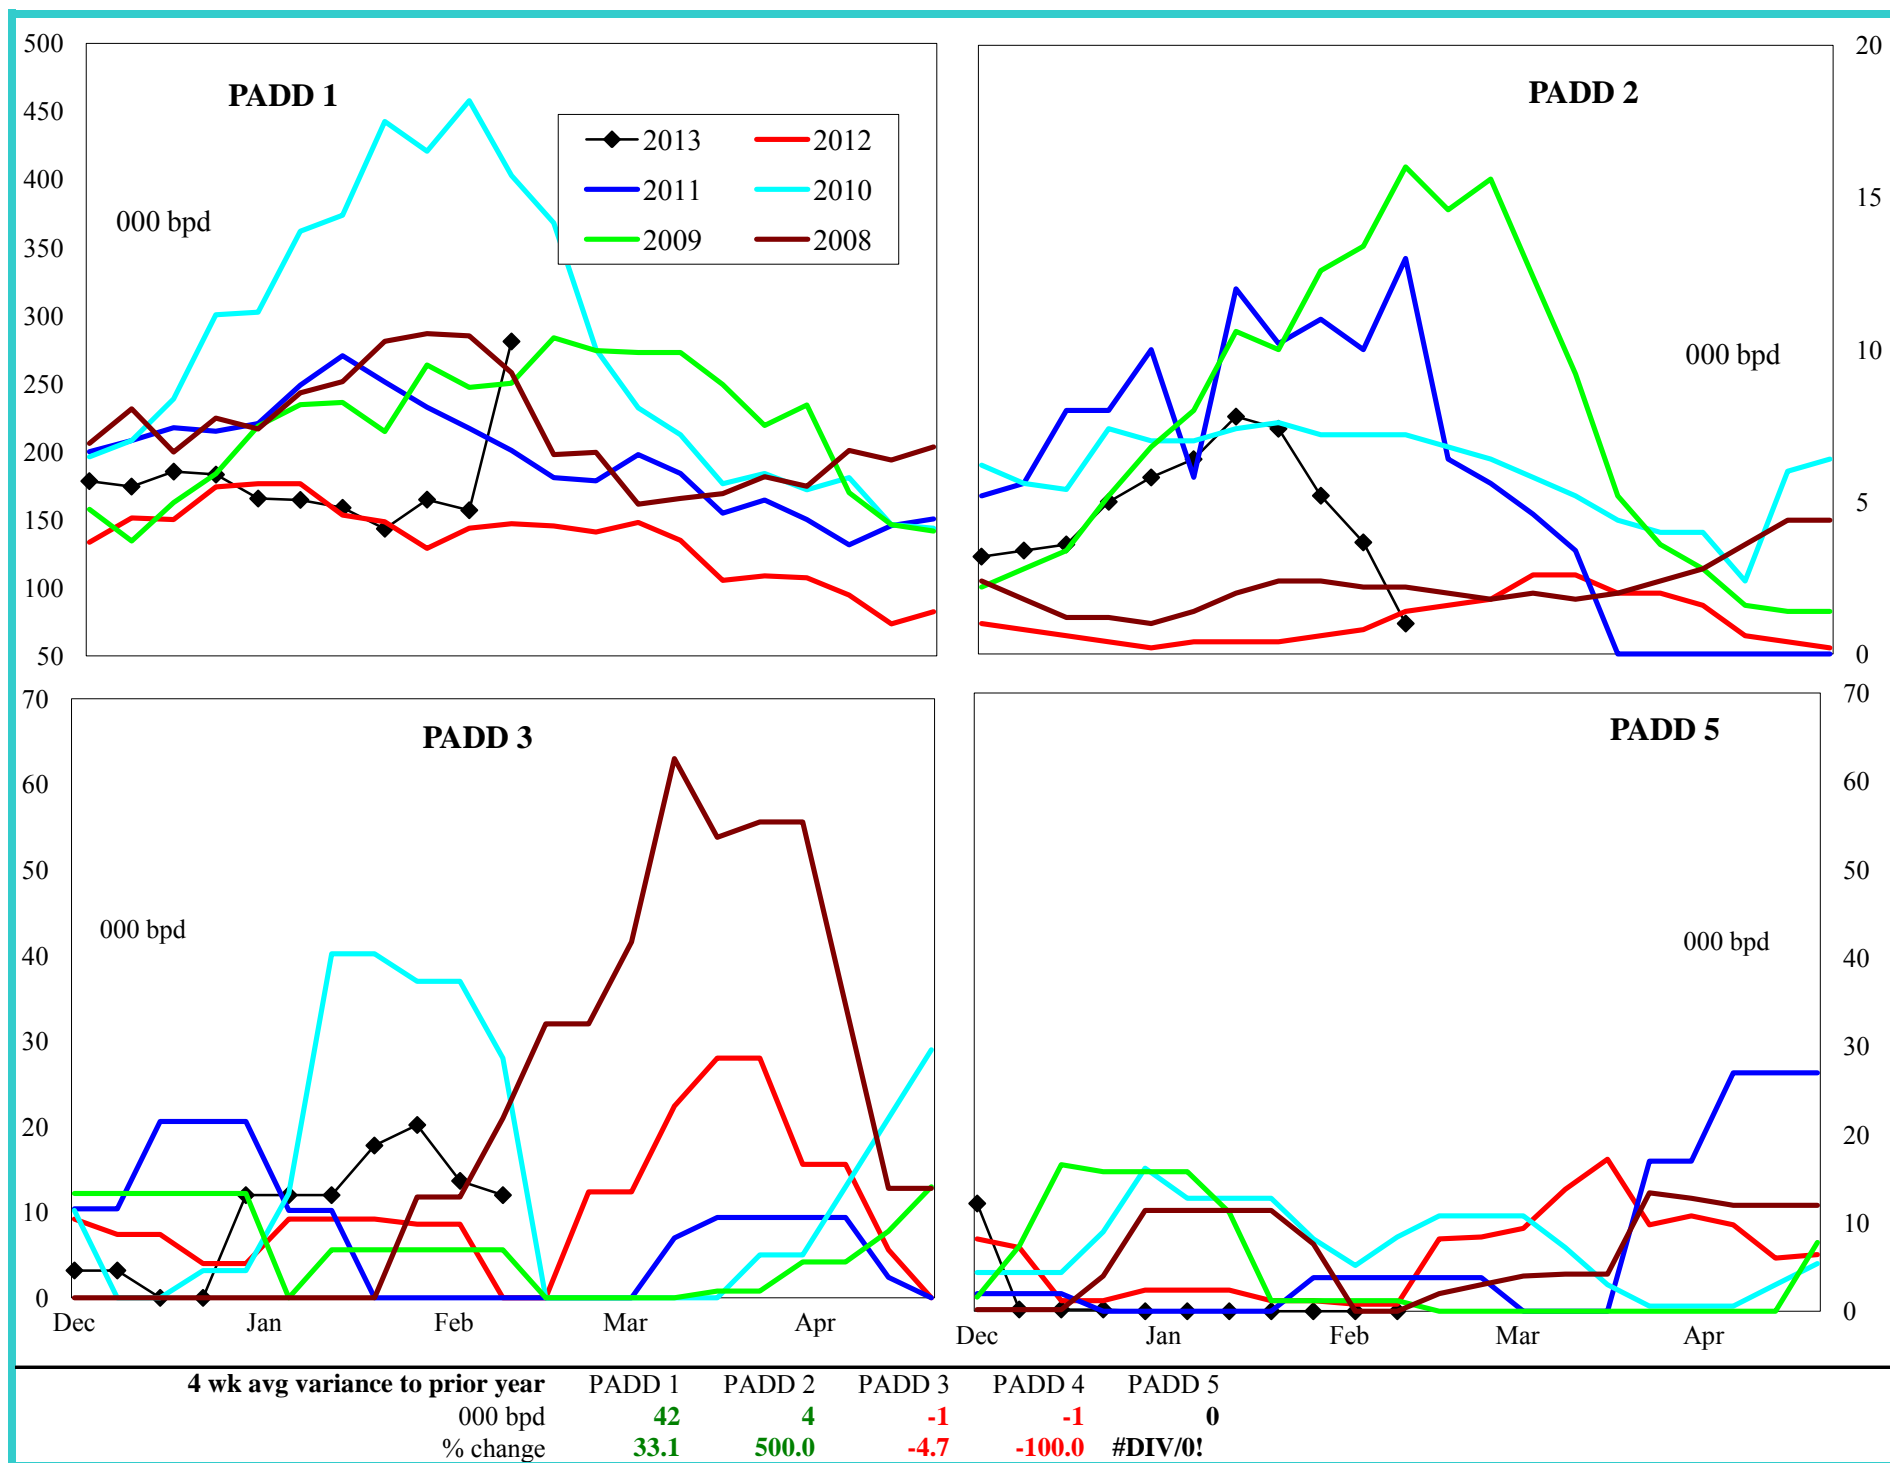 500
450
400
350
300
250
200
150
100
50
PADD 1
000 bpd
2013 2012
2011 2010
2009 2008
PADD 2
000 bpd
20
15
10
5
0
70
60
50
40
30
20
10
0
PADD 3
000 bpd
Dec Jan Feb Mar Apr
PADD 5
000 bpd
70
60
50
40
30
20
10
0
Dec Jan Feb Mar Apr
4 wk avg variance to prior year PADD 1 PADD 2 PADD 3 PADD 4 PADD 5
000 bpd 42 4 -1 -1 0
% change 33.1 500.0 -4.7 -100.0 #DIV/0!